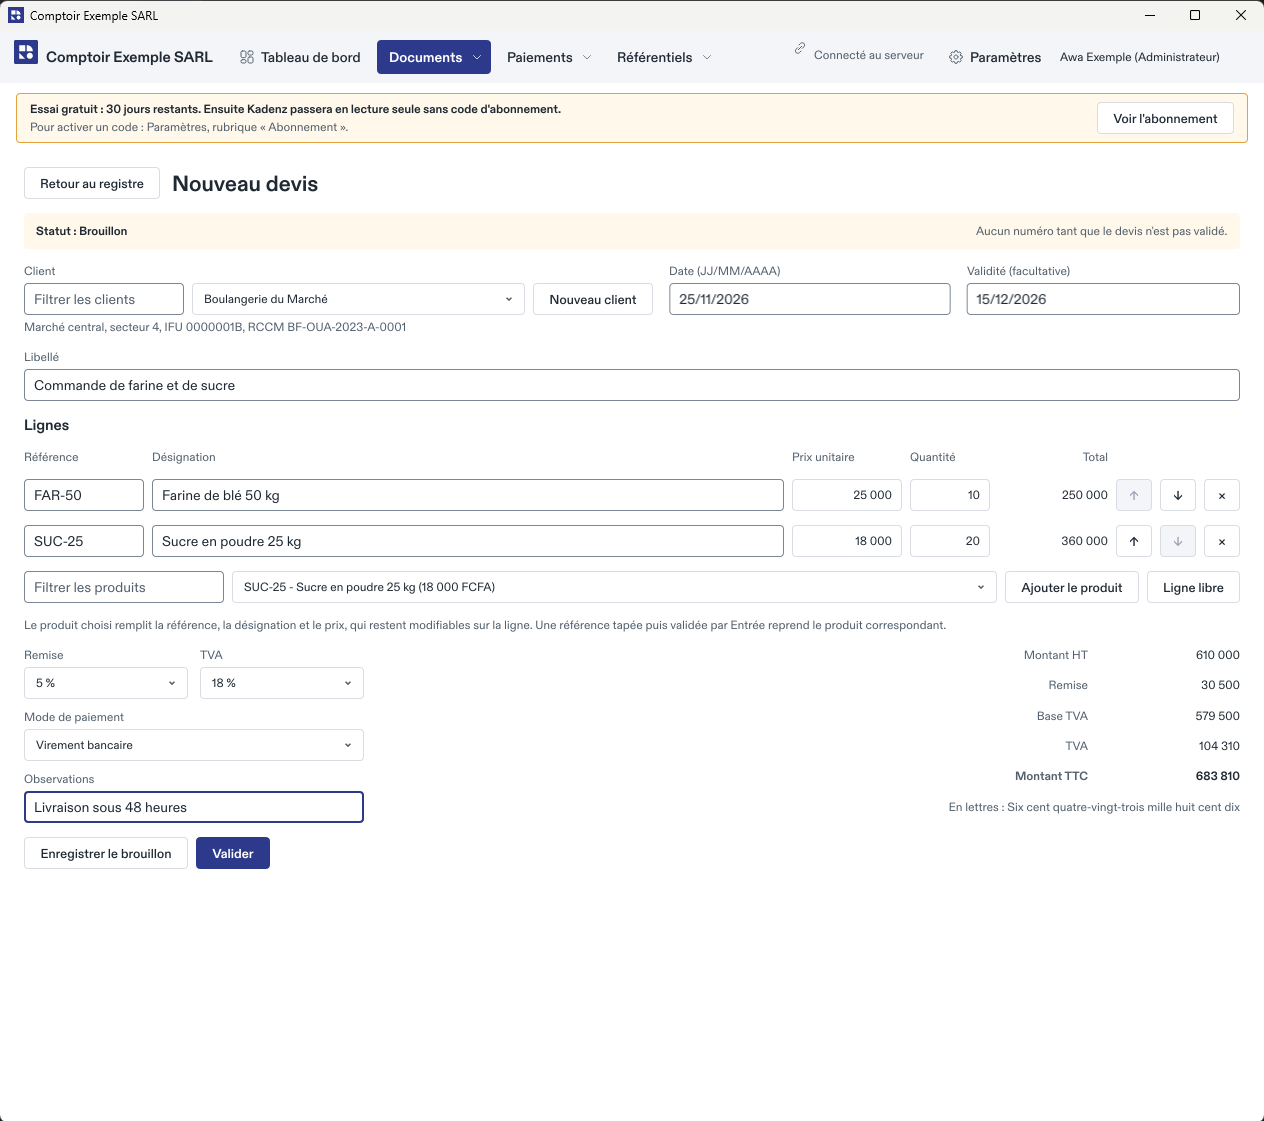 Comptoir Exemple SARL
Comptoir Exemple SARL
Tableau de bord
Documents
Paiements
Référentiels
Connecté au serveur
Paramètres
Awa Exemple (Administrateur)
Essai gratuit : 30 jours restants. Ensuite Kadenz passera en lecture seule sans code d'abonnement.
Pour activer un code : Paramètres, rubrique « Abonnement ».
Voir l'abonnement
Retour au registre
Nouveau devis
Statut : Brouillon
Aucun numéro tant que le devis n'est pas validé.
Client
Date (JJ/MM/AAAA)
Validité (facultative)
Filtrer les clients
Boulangerie du Marché
Nouveau client
25/11/2026
15/12/2026
Marché central, secteur 4, IFU 0000001B, RCCM BF-OUA-2023-A-0001
Libellé
Commande de farine et de sucre
Lignes
Référence
Désignation
Prix unitaire
Quantité
Total
FAR-50
Farine de blé 50 kg
25 000
10
250 000
SUC-25
Sucre en poudre 25 kg
18 000
20
360 000
Filtrer les produits
SUC-25 - Sucre en poudre 25 kg (18 000 FCFA)
Ajouter le produit
Ligne libre
Le produit choisi remplit la référence, la désignation et le prix, qui restent modifiables sur la ligne. Une référence tapée puis validée par Entrée reprend le produit correspondant.
Remise
TVA
5 %
18 %
Mode de paiement
Virement bancaire
Observations
Livraison sous 48 heures
Montant HT 610 000
Remise 30 500
Base TVA 579 500
TVA 104 310
Montant TTC 683 810
En lettres : Six cent quatre-vingt-trois mille huit cent dix
Enregistrer le brouillon
Valider